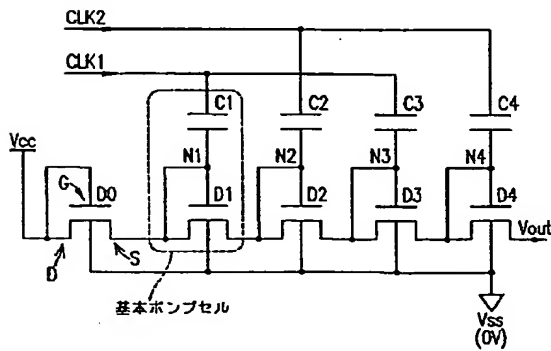 CLK2
CLK1
C1 C2 C3 C4
Vcc
N1 N2 N3 N4
G D0 D1 D2 D3 D4
D S Vout
基本ポンプセル
Vss
(0V)